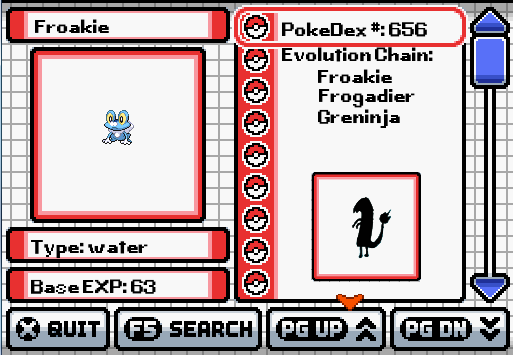 Froakie
PokeDex #: 656
Evolution Chain:
Froakie
Frogadier
Greninja
Type: water
Base EXP: 63
X QUIT
F5 SEARCH
PG UP
PG DN